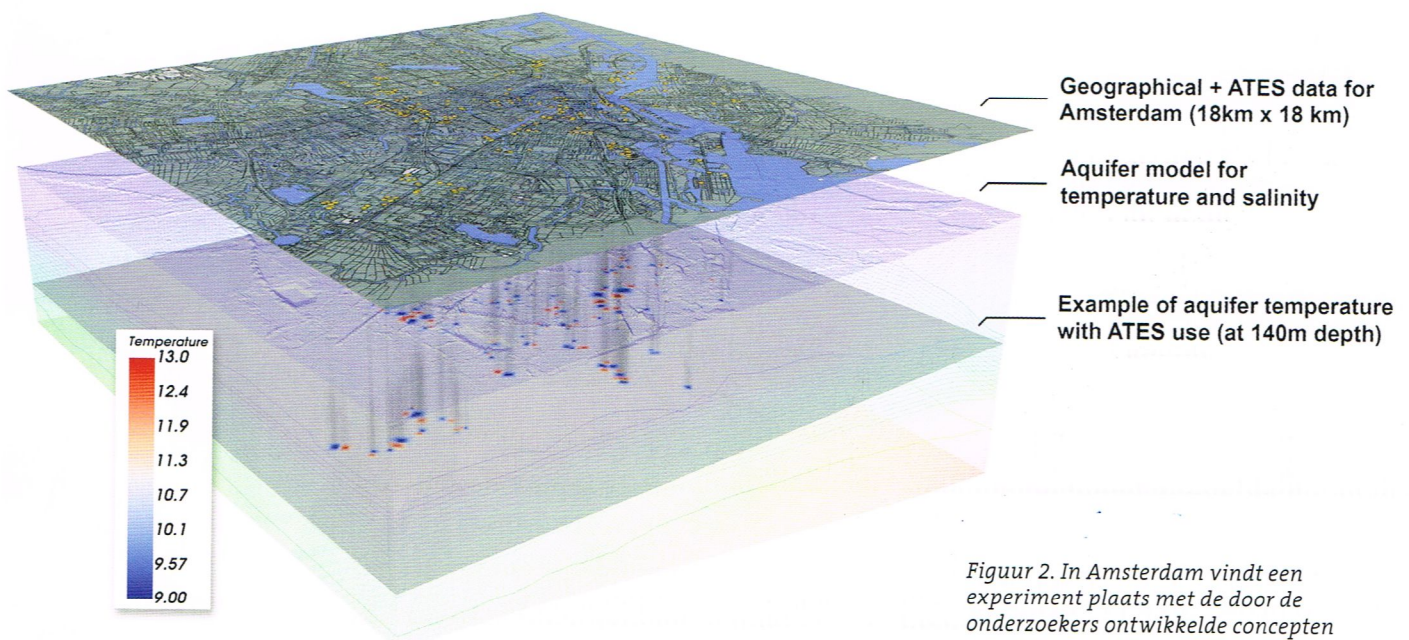 Geographical + ATES data for
Amsterdam (18km x 18 km)
Aquifer model for
temperature and salinity
Example of aquifer temperature
with ATES use (at 140m depth)
Temperature
13.0
12.4
11.9
11.3
10.7
10.1
9.57
9.00
Figuur 2. In Amsterdam vindt een
experiment plaats met de door de
onderzoekers ontwikkelde concepten